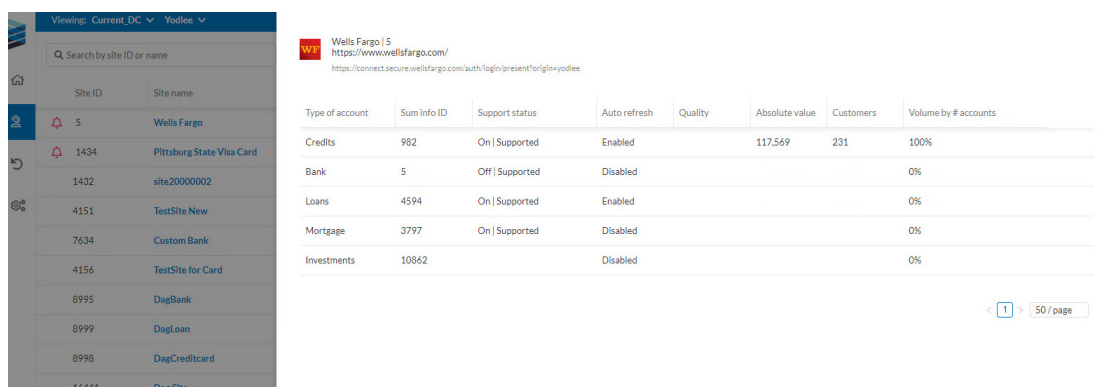 Viewing: Current_DC Yodlee
Search by site ID or name
Site ID Site name
5 Wells Fargo
1434 Pittsburg State Visa Card
1432 site20000002
4151 TestSite New
7634 Custom Bank
4156 TestSite for Card
8995 DagBank
8999 DagLoan
8998 DagCreditcard
WF
Wells Fargo | 5
https://www.wellsfargo.com/
https://connect.secure.wellsfargo.com/auth/login/present?origin=yodlee
Type of account Sum info ID Support status Auto refresh Quality Absolute value Customers Volume by # accounts
Credits 982 On | Supported Enabled 117,569 231 100%
Bank 5 Off | Supported Disabled 0%
Loans 4594 On | Supported Enabled 0%
Mortgage 3797 On | Supported Disabled 0%
Investments 10862 Disabled 0%
< 1 > 50 / page